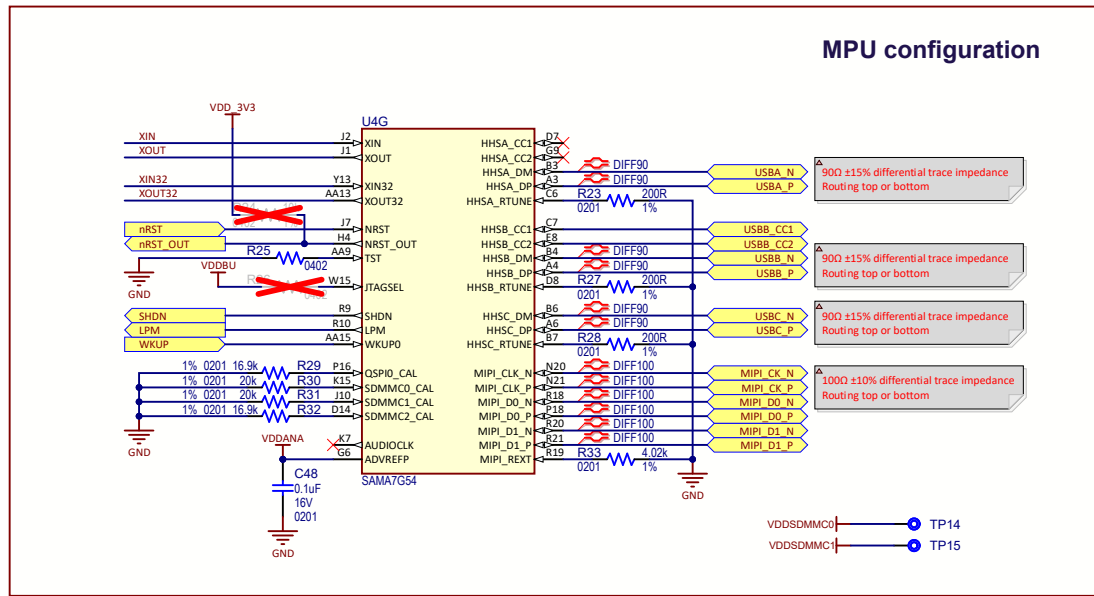 MPU configuration
VDD_3V3
U4G
XIN J2 XIN HHSA_CC1 D7
XOUT J1 XOUT HHSA_CC2 G9
HHSA_DM B3 DIFF90 USBA_N
XIN32 Y13 XIN32 HHSA_DP A3 DIFF90 USBA_P
XOUT32 AA13 XOUT32 HHSA_RTUNE C6 R23 200R
0201 1%
90Ω ±15% differential trace impedance
Routing top or bottom
nRST J7 NRST HHSB_CC1 C7 USBB_CC1
nRST_OUT H4 NRST_OUT HHSB_CC2 E8 USBB_CC2
R25 0402 AA9 TST HHSB_DM B4 DIFF90 USBB_N
GND
VDDBU
HHSB_DP A4 DIFF90 USBB_P
W15 JTAGSEL HHSB_RTUNE D8 R27 200R
0201 1%
90Ω ±15% differential trace impedance
Routing top or bottom
SHDN R9 SHDN HHSC_DM B6 DIFF90 USBC_N
LPM R10 LPM HHSC_DP A6 DIFF90 USBC_P
WKUP AA15 WKUP0 HHSC_RTUNE B7 R28 200R
0201 1%
90Ω ±15% differential trace impedance
Routing top or bottom
1% 0201 16.9k R29 P16 QSPI0_CAL MIPI_CLK_N N20 DIFF100 MIPI_CK_N
1% 0201 20k R30 K15 SDMMC0_CAL MIPI_CLK_P N21 DIFF100 MIPI_CK_P
1% 0201 20k R31 J10 SDMMC1_CAL MIPI_D0_N R18 DIFF100 MIPI_D0_N
1% 0201 16.9k R32 D14 SDMMC2_CAL MIPI_D0_P P18 DIFF100 MIPI_D0_P
GND
100Ω ±10% differential trace impedance
Routing top or bottom
MIPI_D1_N R20 DIFF100 MIPI_D1_N
VDDANA
K7 AUDIOCLK MIPI_D1_P R21 DIFF100 MIPI_D1_P
G6 ADVREFP MIPI_REXT R19 R33 4.02k
0201 1%
GND
SAMA7G54
C48
0.1uF
16V
0201
GND
VDDSDMMC0 TP14
VDDSDMMC1 TP15